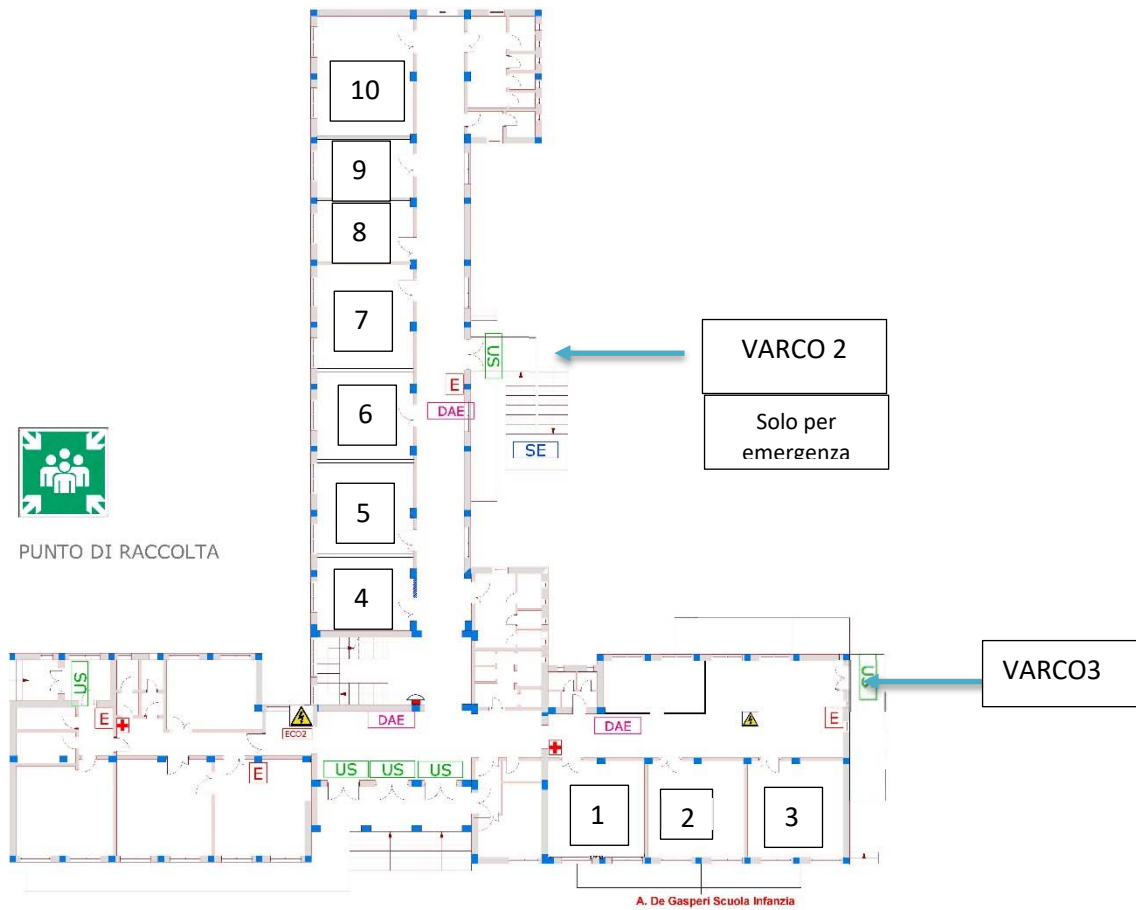 10
9
8
7
US
VARCO 2
E
DAE
6
Solo per
emergenza
SE
5
PUNTO DI RACCOLTA
4
US
US
VARCO3
E
DAE
DAE
E
ECO2
E
US
US
US
1
2
3
A. De Gasperi Scuola Infanzia